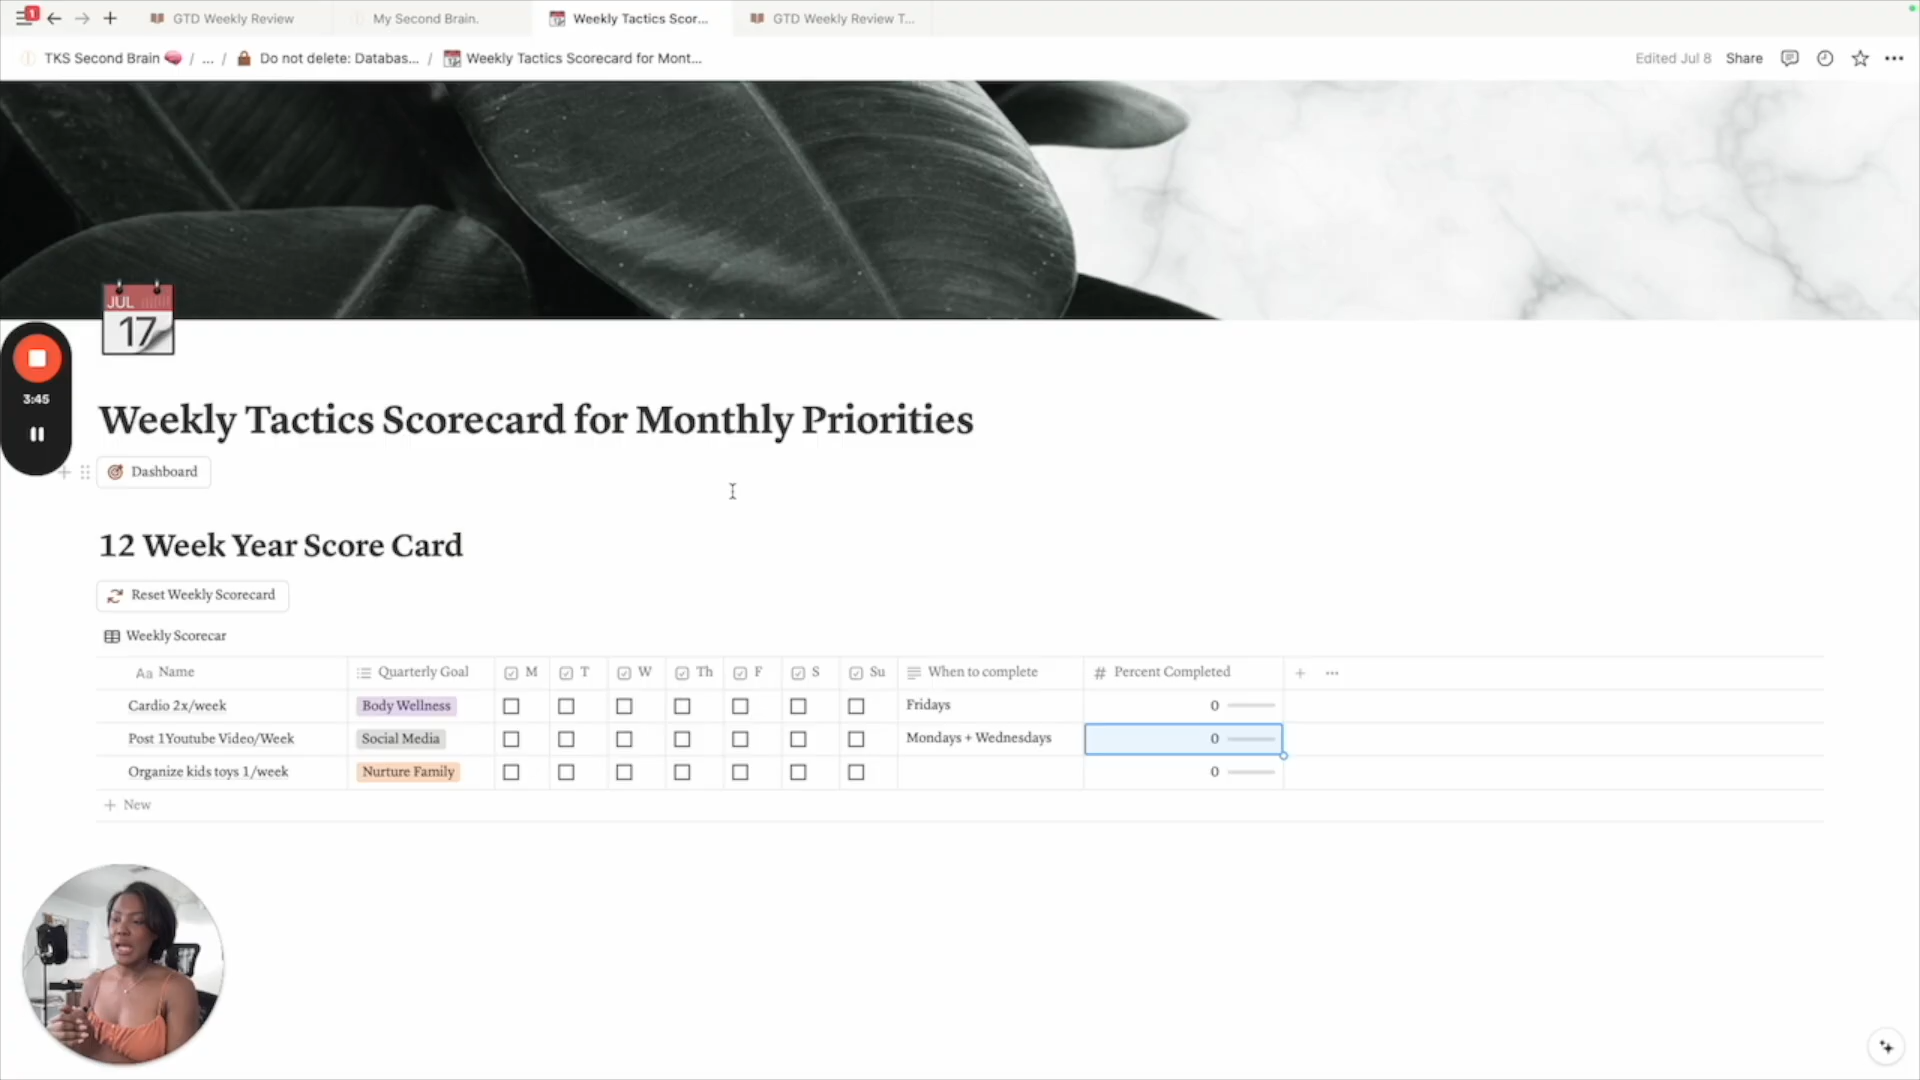 1
GTD Weekly Review
My Second Brain.
Weekly Tactics Scor...
GTD Weekly Review T...
TKS Second Brain 🧠 / ... / Do not delete: Databas... / Weekly Tactics Scorecard for Mont...
Edited Jul 8
Share
JUL
17
3:45
Weekly Tactics Scorecard for Monthly Priorities
Dashboard
12 Week Year Score Card
Reset Weekly Scorecard
Weekly Scorecar
Aa Name Quarterly Goal M T W Th F S Su When to complete # Percent Completed
Cardio 2x/week Body Wellness Fridays 0
Post 1Youtube Video/Week Social Media Mondays + Wednesdays 0
Organize kids toys 1/week Nurture Family 0
+ New